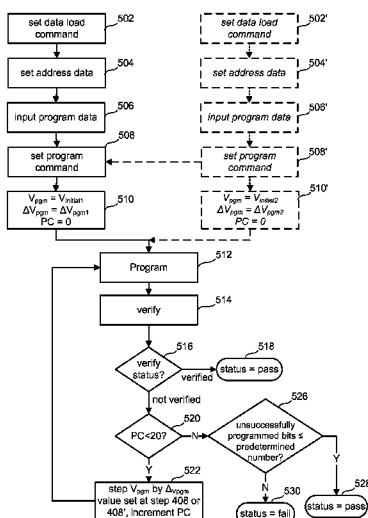 502
set data load
command
504
set address data
506
input program data
508
set program
command
510
Vpgm = Vinitial1
ΔVpgm = ΔVpgm1
PC = 0
502'
set data load
command
504'
set address data
506'
input program data
508'
set program
command
510'
Vpgm = Vinitial2
ΔVpgm = ΔVpgm2
PC = 0
512
Program
514
verify
516
verify
status?
verified
518
status = pass
not verified
520
PC<20?
N
Y
526
unsuccessfully
programmed bits ≤
predetermined
number?
N
Y
522
step Vpgm by ΔVpgm
value set at step 408 or
408', increment PC
530
status = fail
528
status = pass